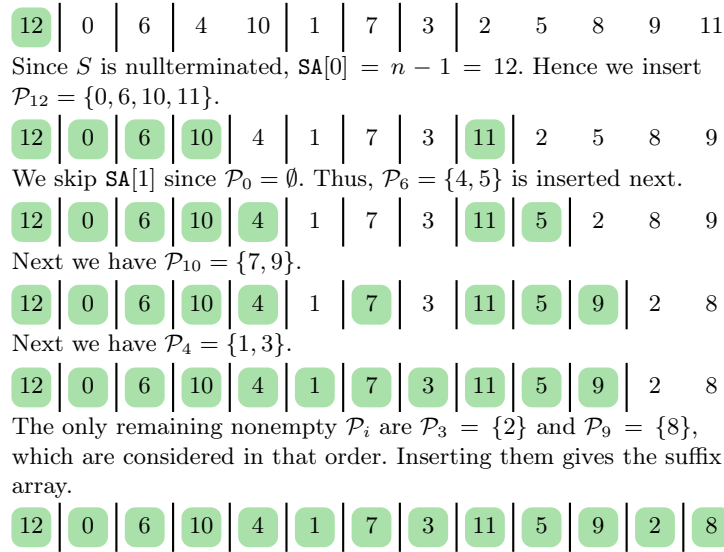 12 | 0 | 6 | 4 10 | 1 | 7 | 3 | 2 5 8 9 11
Since S is nullterminated, SA[0] = n − 1 = 12. Hence we insert
𝒫₁₂ = {0, 6, 10, 11}.
12 | 0 | 6 | 10 | 4 | 1 | 7 | 3 | 11 | 2 5 8 9
We skip SA[1] since 𝒫₀ = ∅. Thus, 𝒫₆ = {4, 5} is inserted next.
12 | 0 | 6 | 10 | 4 | 1 | 7 | 3 | 11 | 5 | 2 8 9
Next we have 𝒫₁₀ = {7, 9}.
12 | 0 | 6 | 10 | 4 | 1 | 7 | 3 | 11 | 5 | 9 | 2 8
Next we have 𝒫₄ = {1, 3}.
12 | 0 | 6 | 10 | 4 | 1 | 7 | 3 | 11 | 5 | 9 | 2 8
The only remaining nonempty 𝒫ᵢ are 𝒫₃ = {2} and 𝒫₉ = {8},
which are considered in that order. Inserting them gives the suffix
array.
12 | 0 | 6 | 10 | 4 | 1 | 7 | 3 | 11 | 5 | 9 | 2 | 8